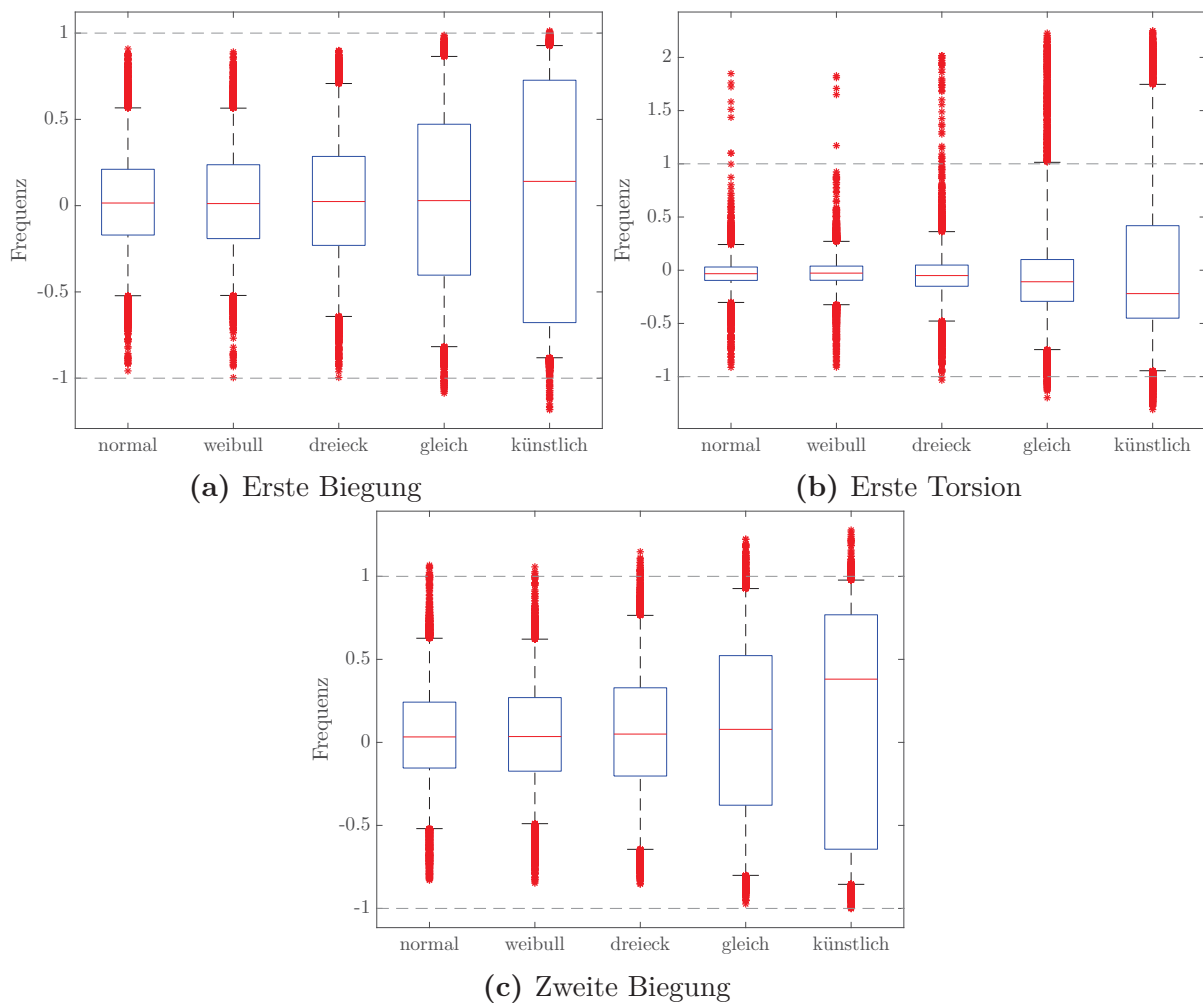 1
0.5
0
-0.5
-1
Frequenz
normal weibull dreieck gleich künstlich
(a) Erste Biegung
2
1.5
1
0.5
0
-0.5
-1
Frequenz
normal weibull dreieck gleich künstlich
(b) Erste Torsion
1
0.5
0
-0.5
-1
Frequenz
normal weibull dreieck gleich künstlich
(c) Zweite Biegung